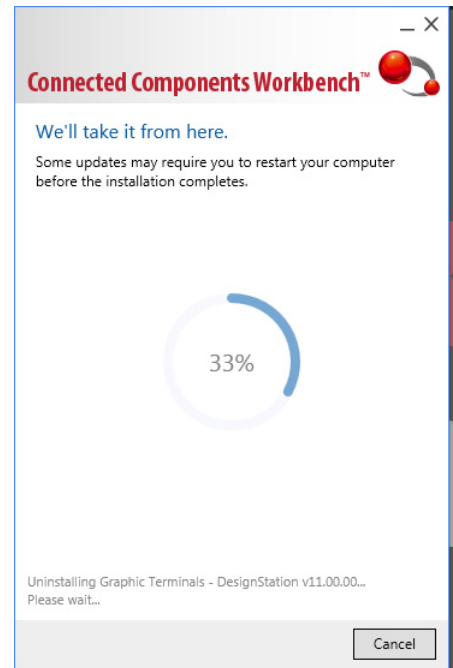 Connected Components Workbench™
We'll take it from here.
Some updates may require you to restart your computer
before the installation completes.
33%
Uninstalling Graphic Terminals - DesignStation v11.00.00...
Please wait...
Cancel